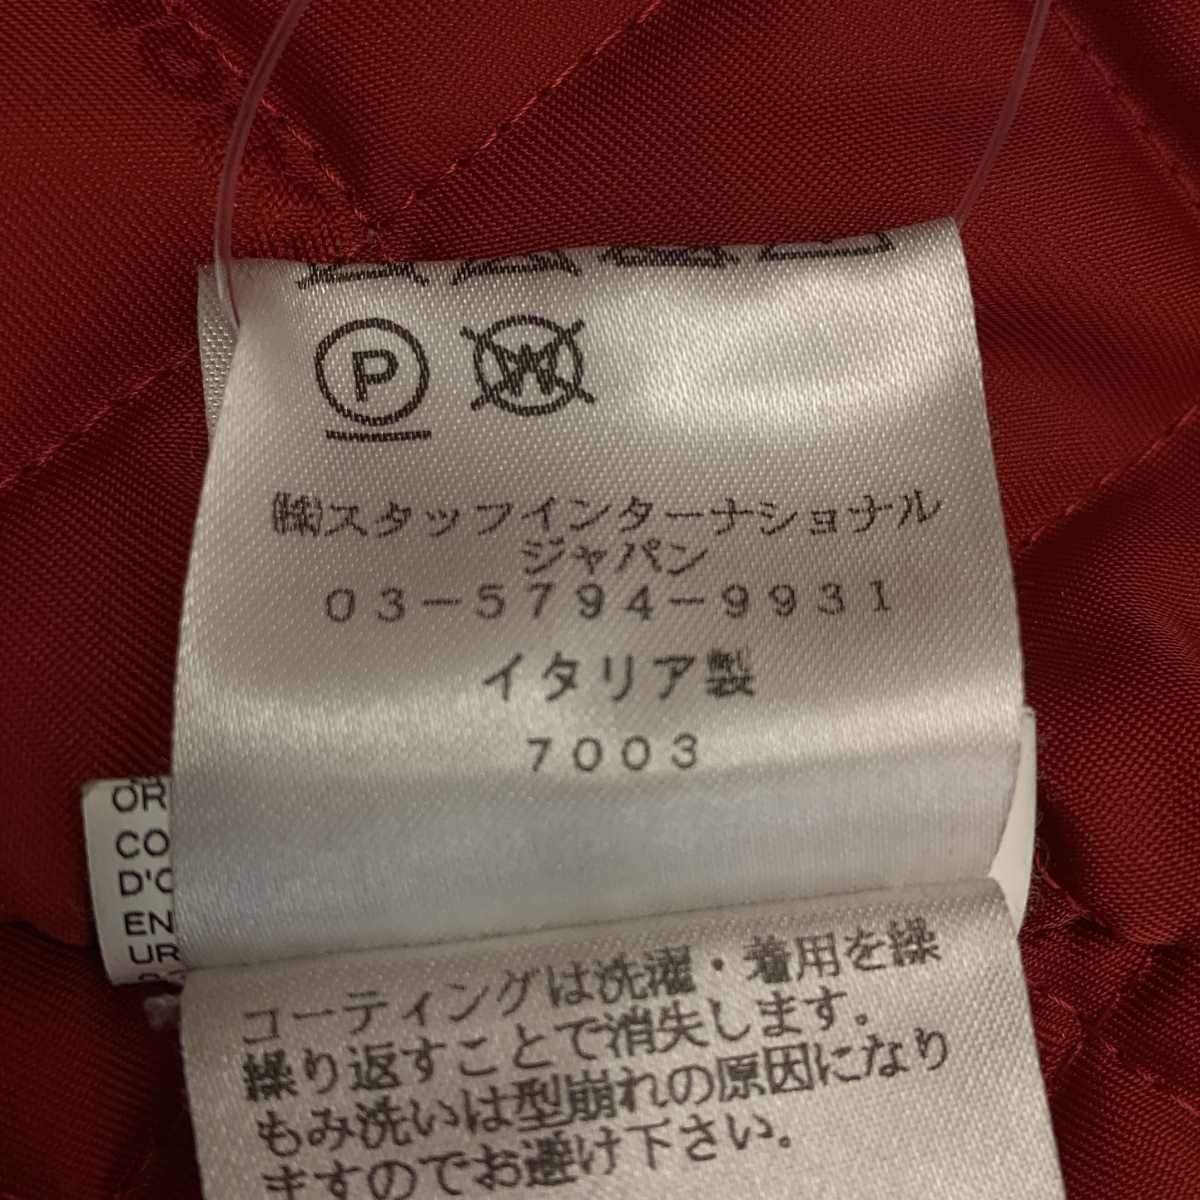 P
W
㈱スタッフインターナショナル
ジャパン
03-5794-9931
イタリア製
7003
OR
CO
D'C
EN
UR
コーティングは洗濯・着用を繰
繰り返すことで消失します。
もみ洗いは型崩れの原因になり
ますのでお避け下さい。